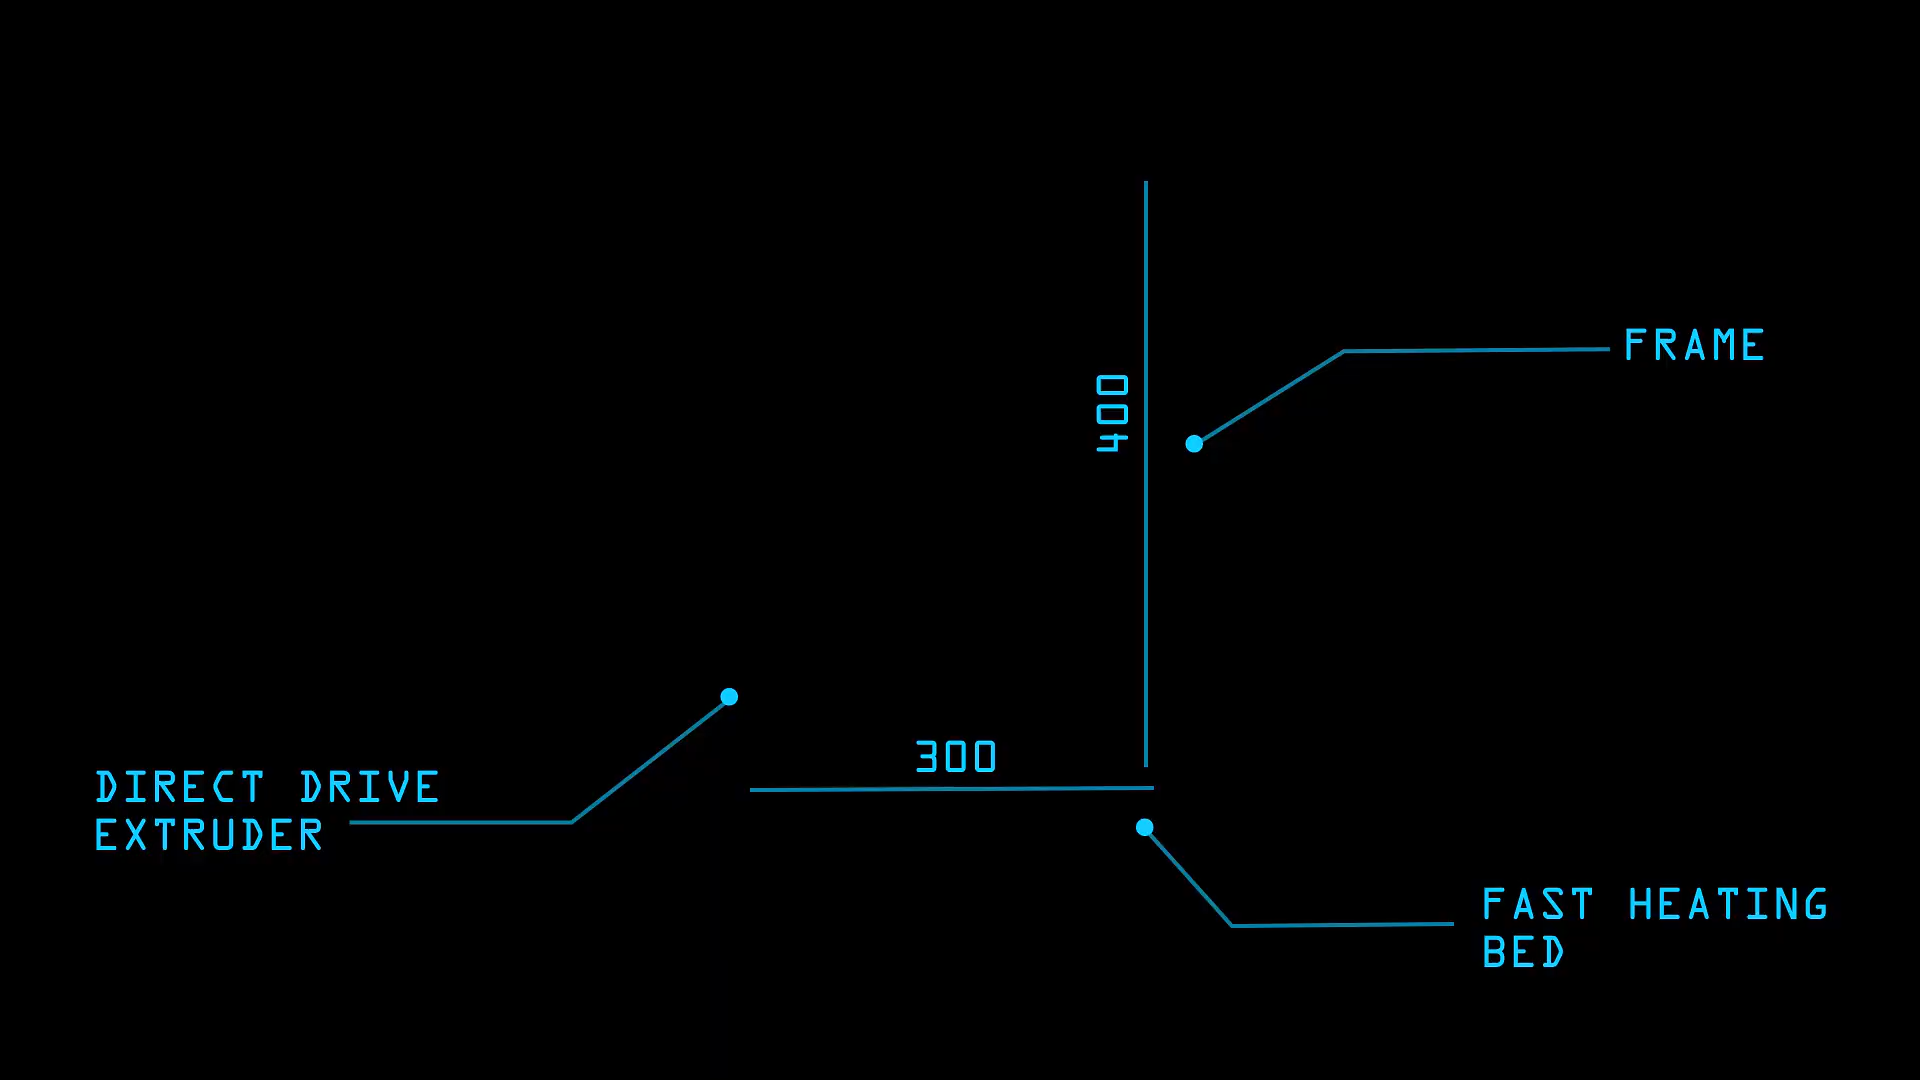 400
FRAME
300
DIRECT DRIVE
EXTRUDER
FAST HEATING
BED